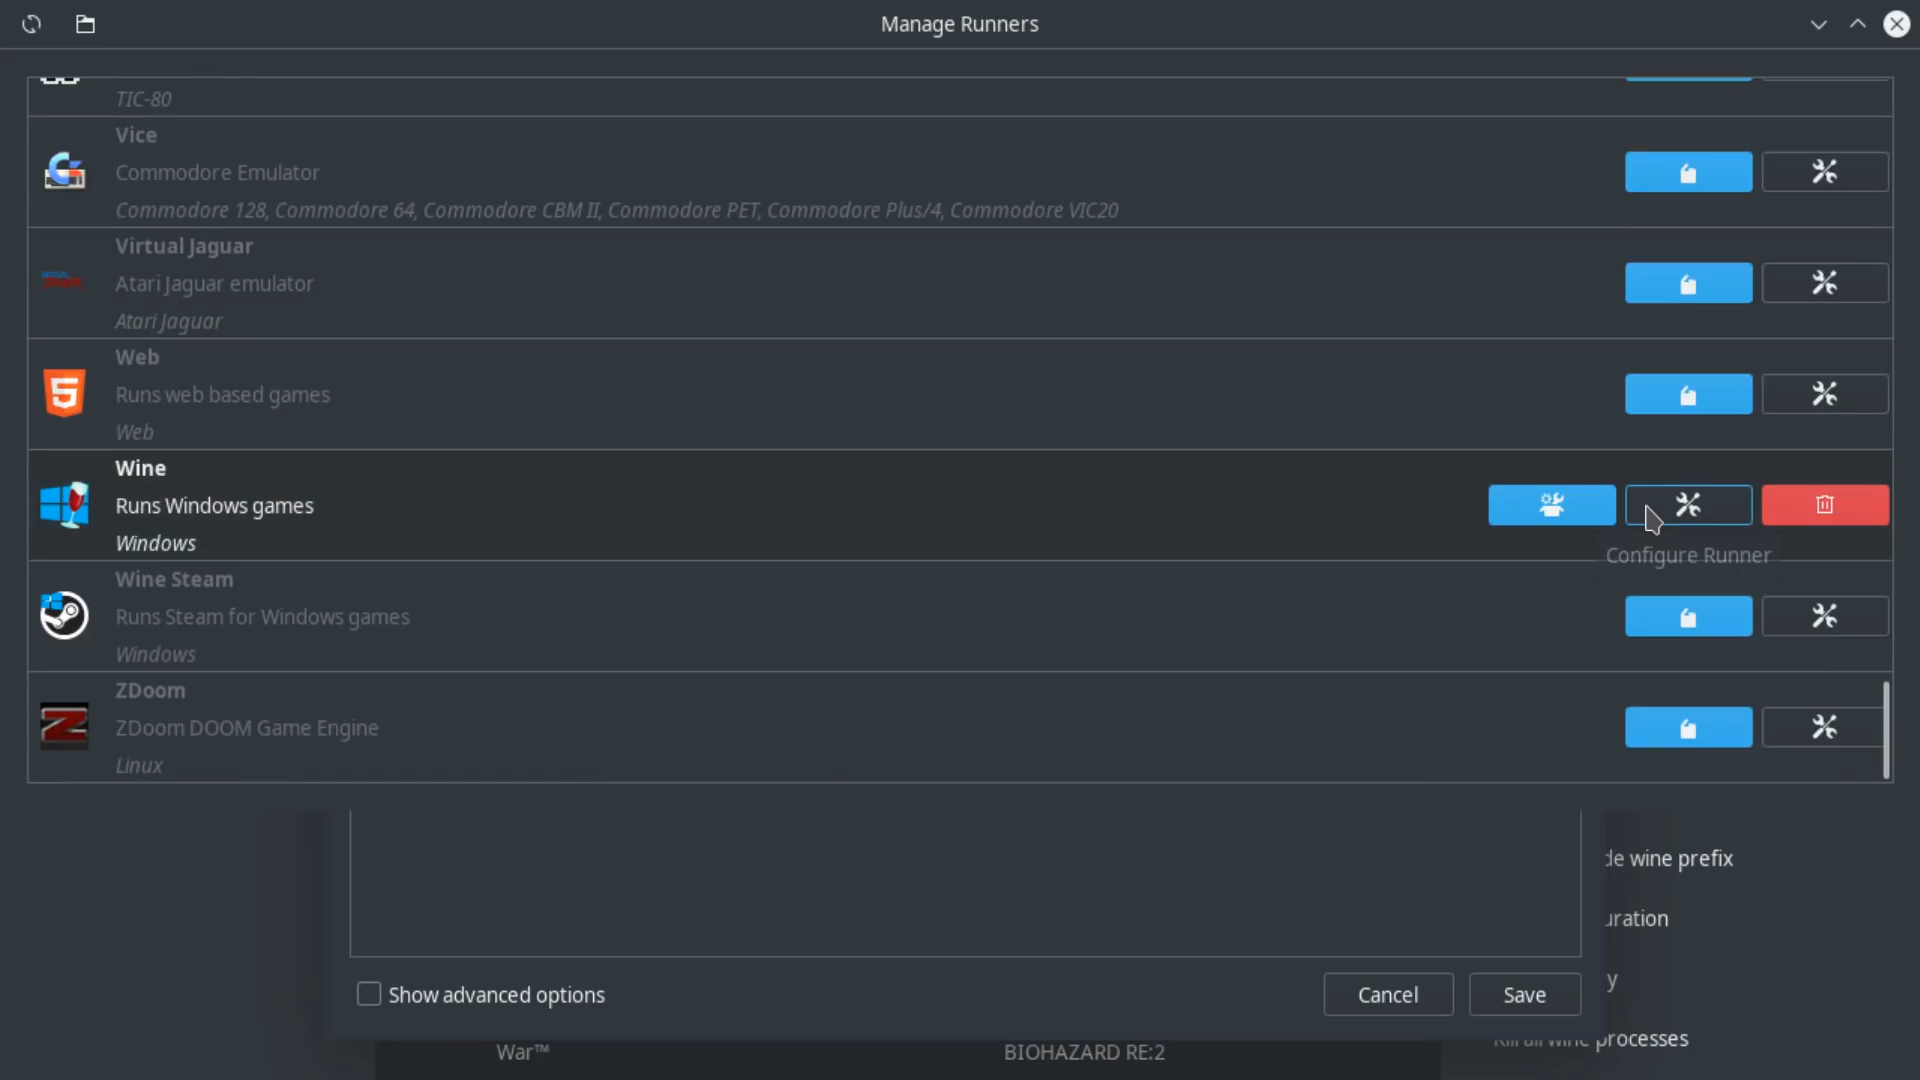 Manage Runners
TIC-80
Vice
Commodore Emulator
Commodore 128, Commodore 64, Commodore CBM II, Commodore PET, Commodore Plus/4, Commodore VIC20
Virtual Jaguar
Atari Jaguar emulator
Atari Jaguar
Web
Runs web based games
Web
Wine
Runs Windows games
Windows
Configure Runner
Wine Steam
Runs Steam for Windows games
Windows
ZDoom
ZDoom DOOM Game Engine
Linux
wine prefix
Show advanced options
Cancel
Save
War™
BIOHAZARD RE:2
Kill all wine processes